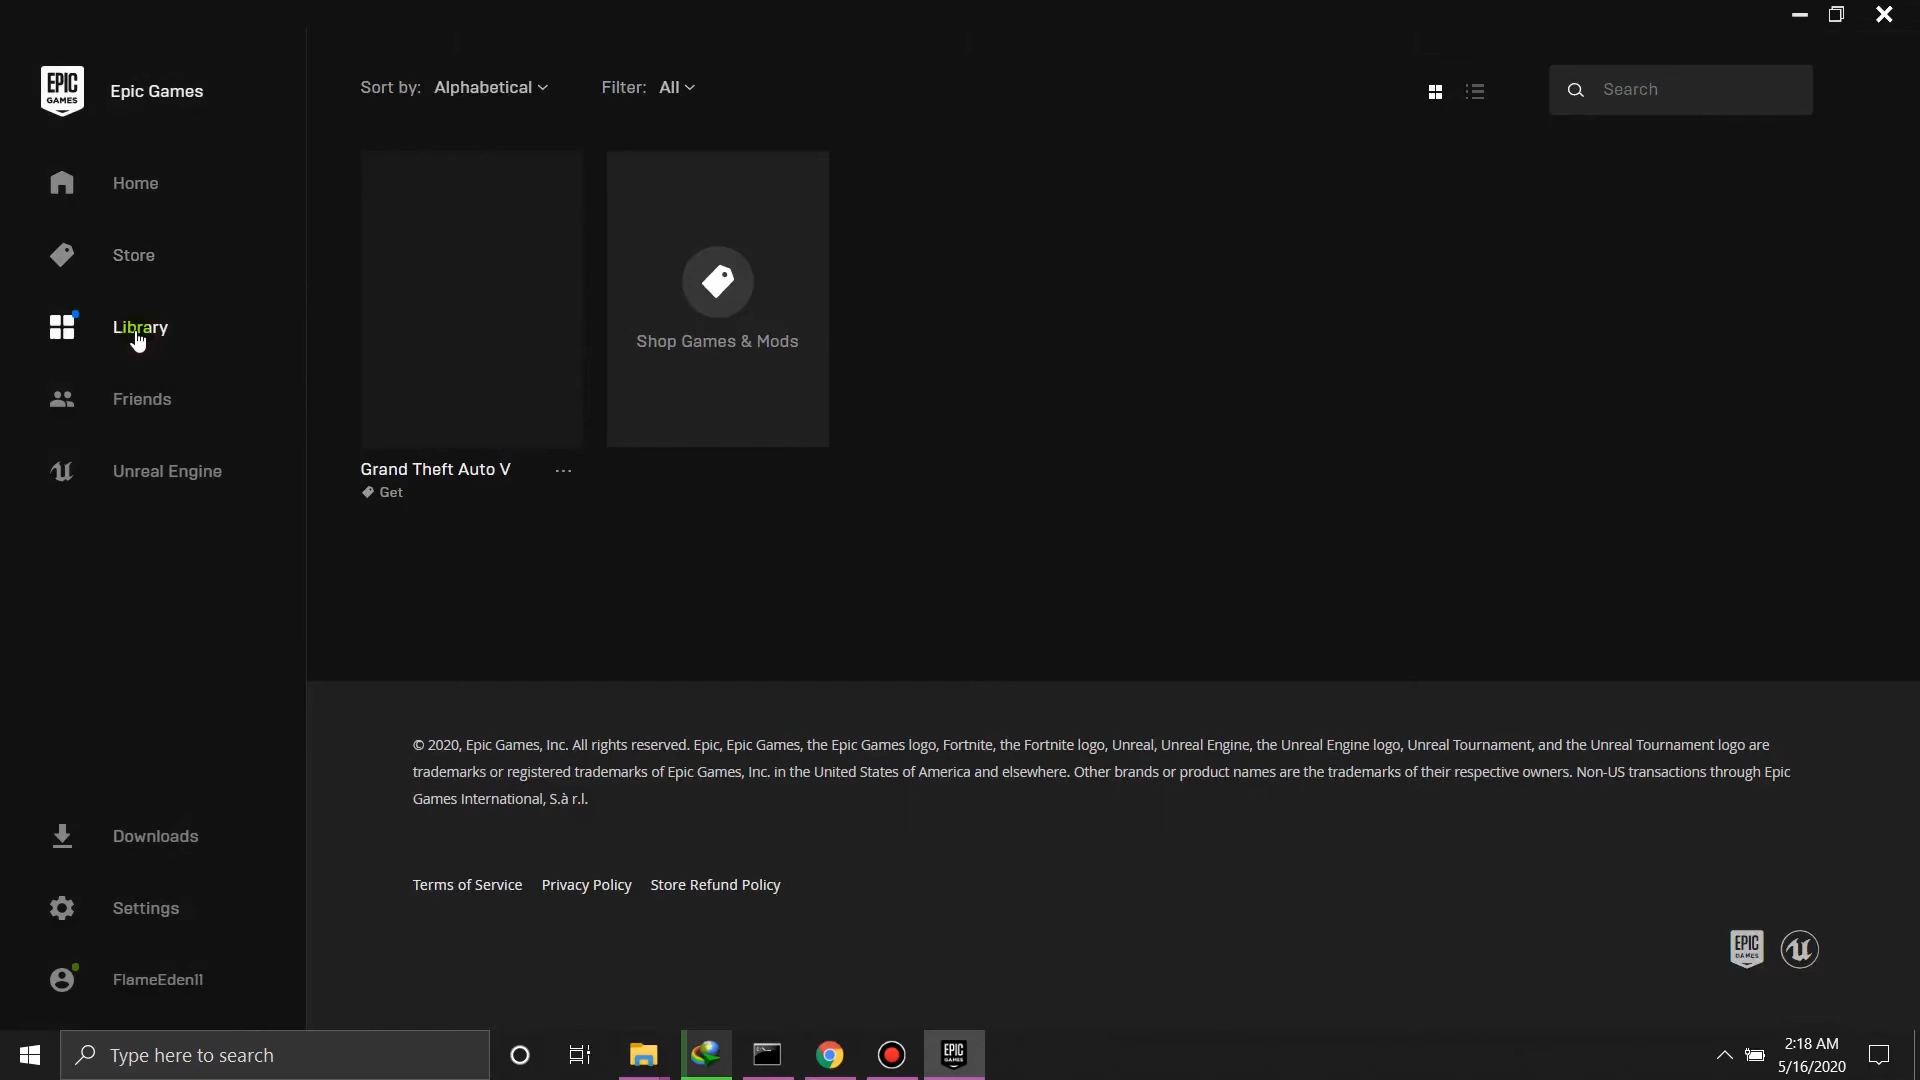 EPIC GAMES
Epic Games
Sort by: Alphabetical
Filter: All
Search
Home
Store
Library
Friends
Unreal Engine
Shop Games & Mods
Grand Theft Auto V
...
Get
© 2020, Epic Games, Inc. All rights reserved. Epic, Epic Games, the Epic Games logo, Fortnite, the Fortnite logo, Unreal, Unreal Engine, the Unreal Engine logo, Unreal Tournament, and the Unreal Tournament logo are
trademarks or registered trademarks of Epic Games, Inc. in the United States of America and elsewhere. Other brands or product names are the trademarks of their respective owners. Non-US transactions through Epic
Games International, S.à r.l.
Terms of Service Privacy Policy Store Refund Policy
Downloads
Settings
FlameEden11
EPIC GAMES
Type here to search
EPIC GAMES
2:18 AM
5/16/2020